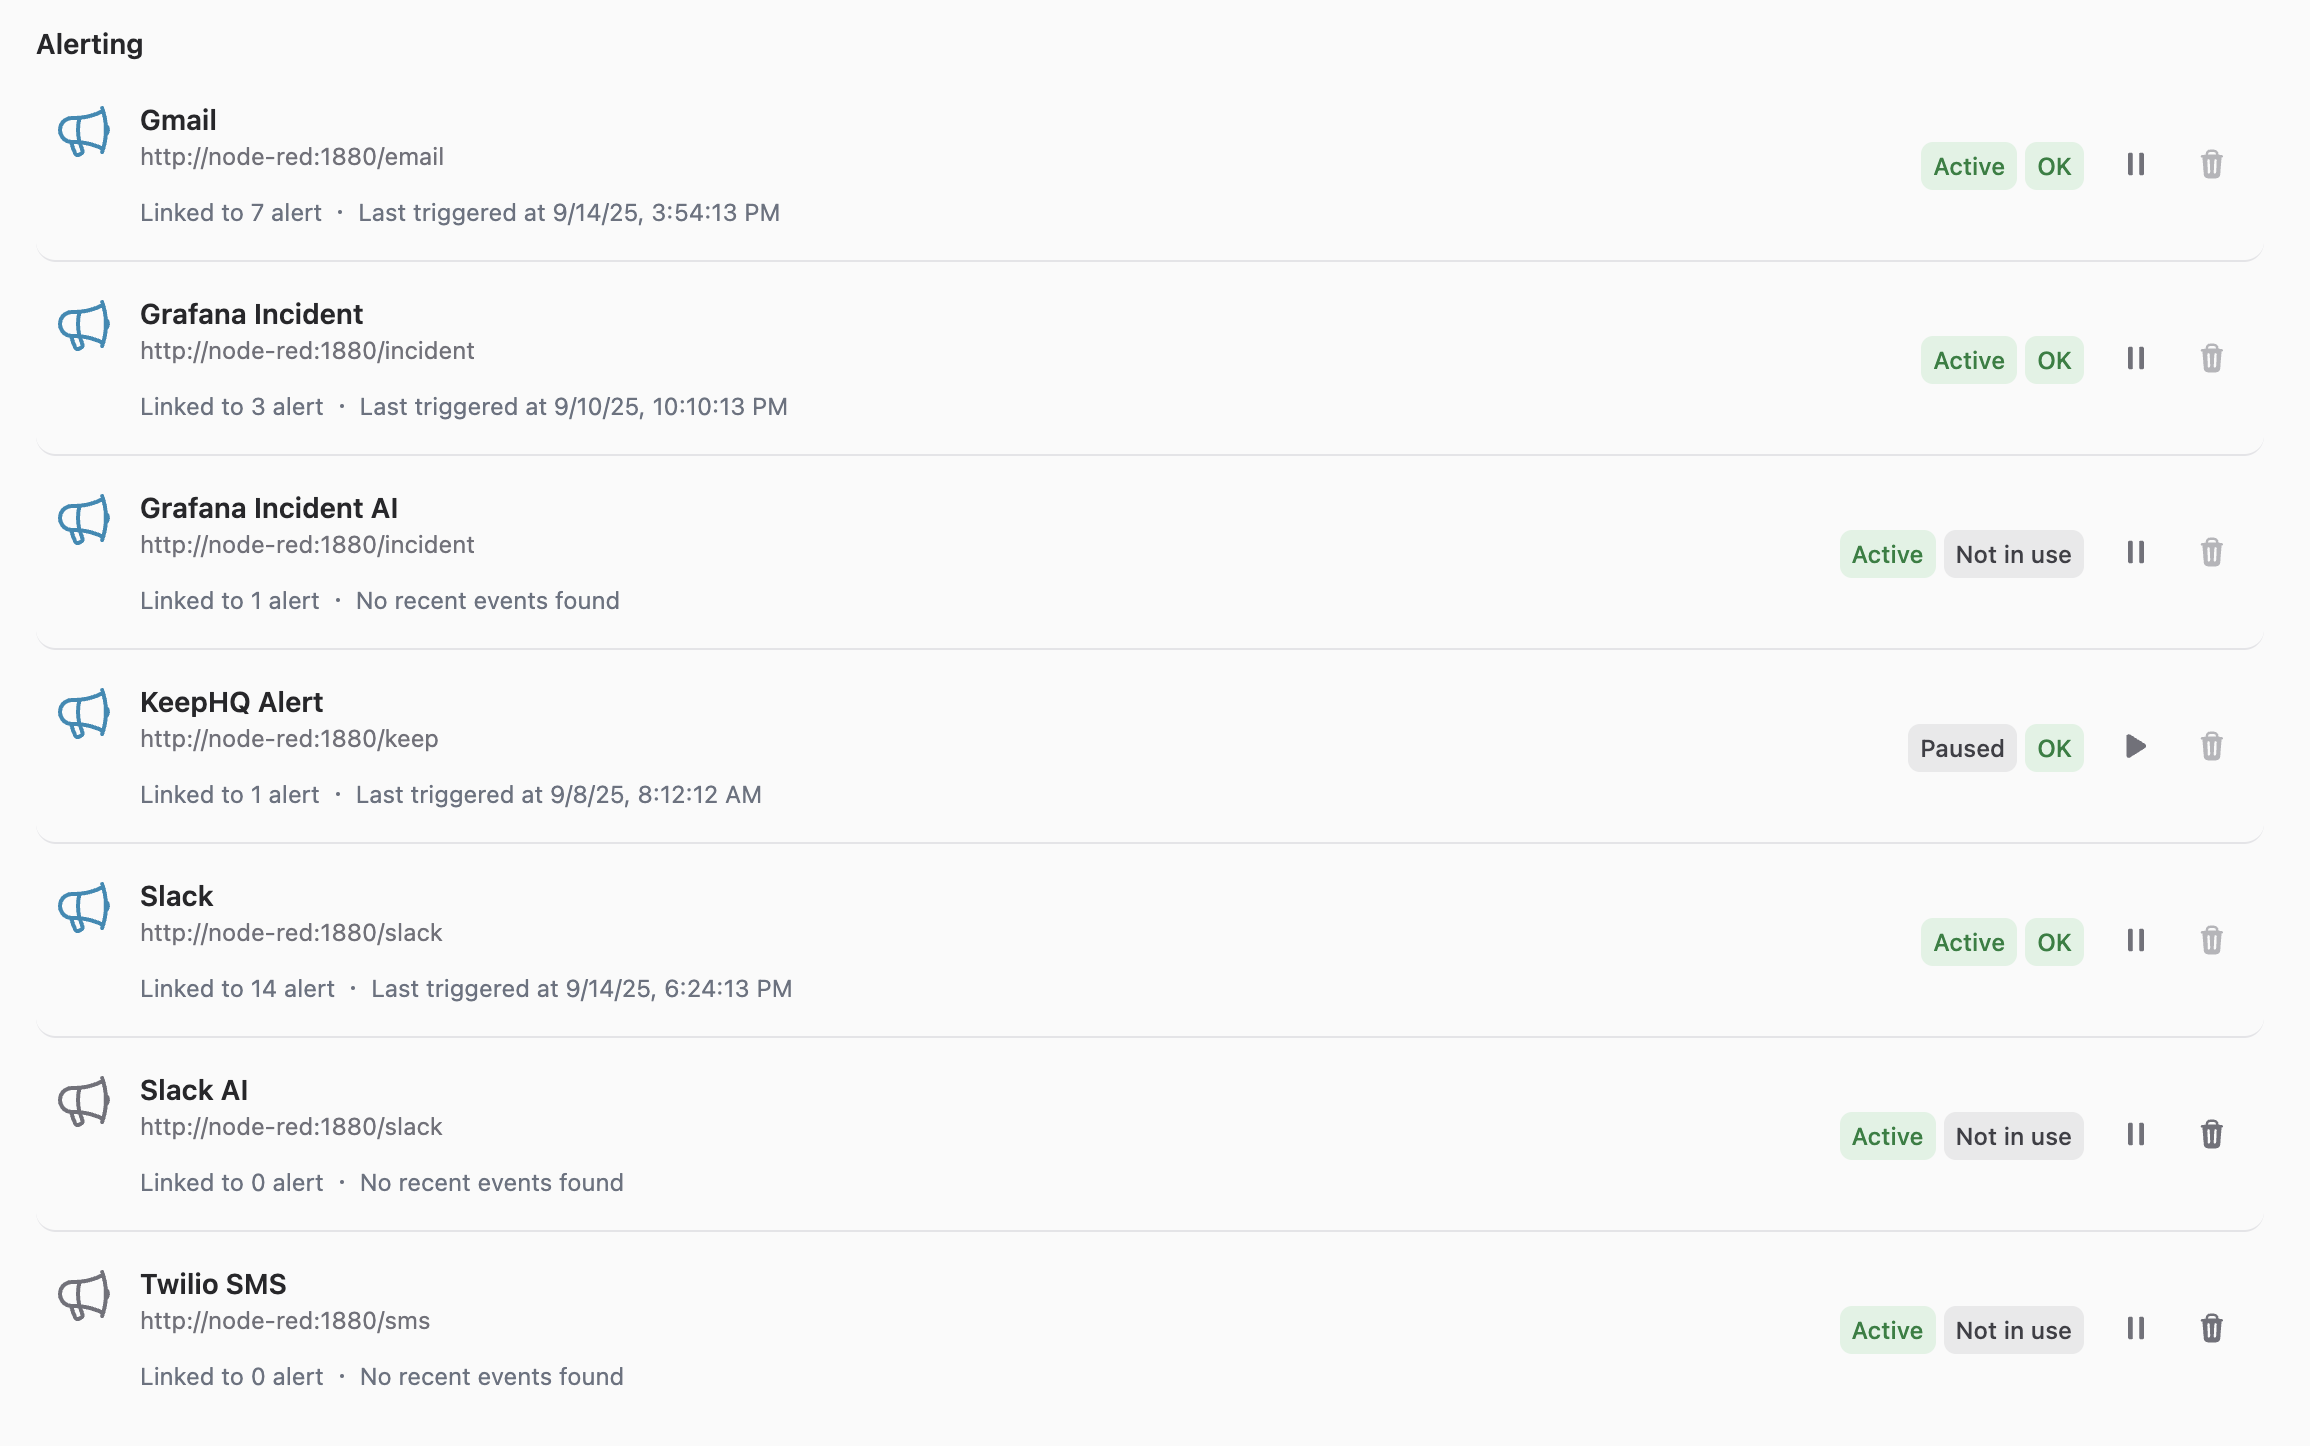 Alerting
Gmail
http://node-red:1880/email
Active OK
Linked to 7 alert · Last triggered at 9/14/25, 3:54:13 PM
Grafana Incident
http://node-red:1880/incident
Active OK
Linked to 3 alert · Last triggered at 9/10/25, 10:10:13 PM
Grafana Incident AI
http://node-red:1880/incident
Active Not in use
Linked to 1 alert · No recent events found
KeepHQ Alert
http://node-red:1880/keep
Paused OK
Linked to 1 alert · Last triggered at 9/8/25, 8:12:12 AM
Slack
http://node-red:1880/slack
Active OK
Linked to 14 alert · Last triggered at 9/14/25, 6:24:13 PM
Slack AI
http://node-red:1880/slack
Active Not in use
Linked to 0 alert · No recent events found
Twilio SMS
http://node-red:1880/sms
Active Not in use
Linked to 0 alert · No recent events found